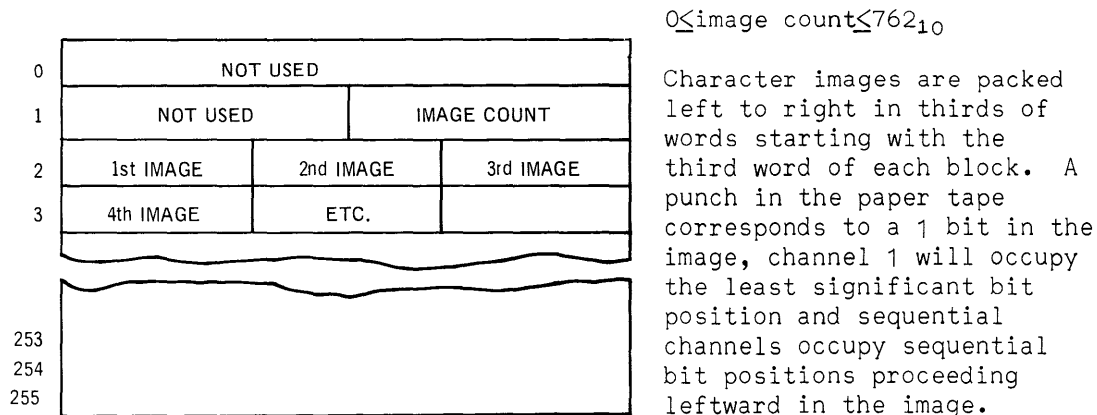 0≤image count≤762₁₀
0 NOT USED
1 NOT USED IMAGE COUNT
2 1st IMAGE 2nd IMAGE 3rd IMAGE
3 4th IMAGE ETC.
253
254
255
Character images are packed
left to right in thirds of
words starting with the
third word of each block. A
punch in the paper tape
corresponds to a 1 bit in the
image, channel 1 will occupy
the least significant bit
position and sequential
channels occupy sequential
bit positions proceeding
leftward in the image.